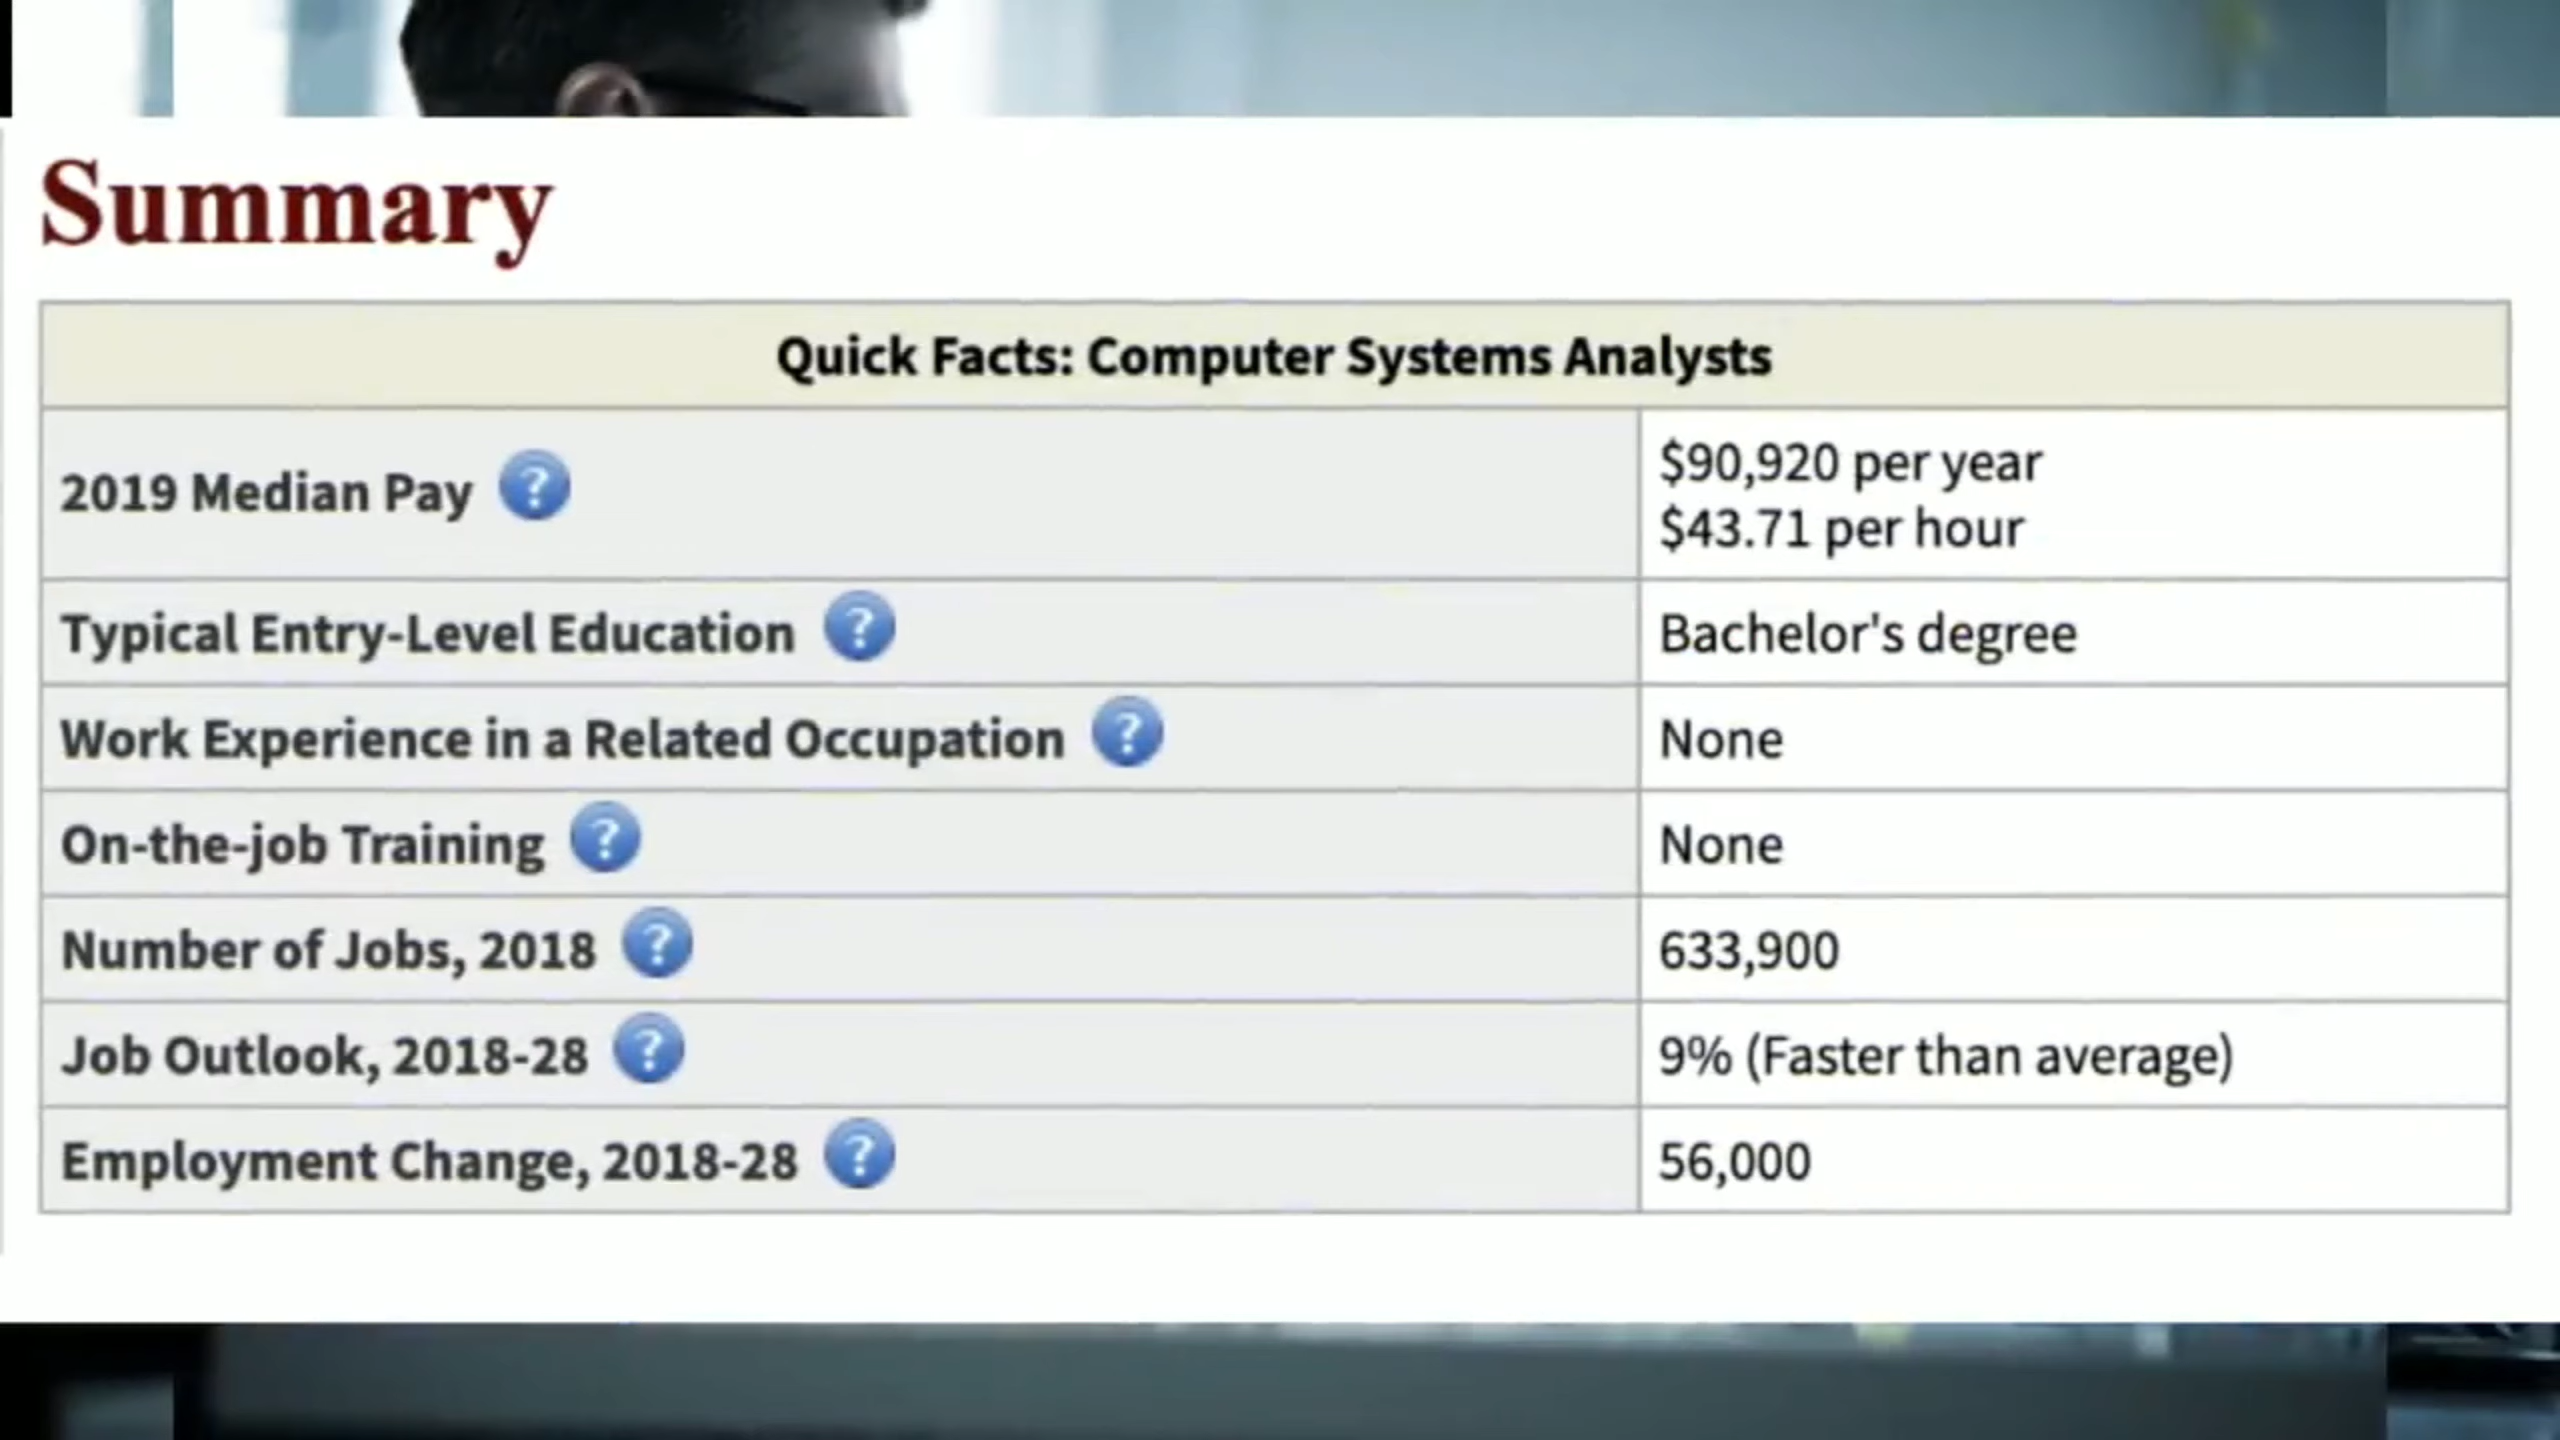 Summary
Quick Facts: Computer Systems Analysts
2019 Median Pay ?
$90,920 per year
$43.71 per hour
Typical Entry-Level Education ?
Bachelor's degree
Work Experience in a Related Occupation ?
None
On-the-job Training ?
None
Number of Jobs, 2018 ?
633,900
Job Outlook, 2018-28 ?
9% (Faster than average)
Employment Change, 2018-28 ?
56,000